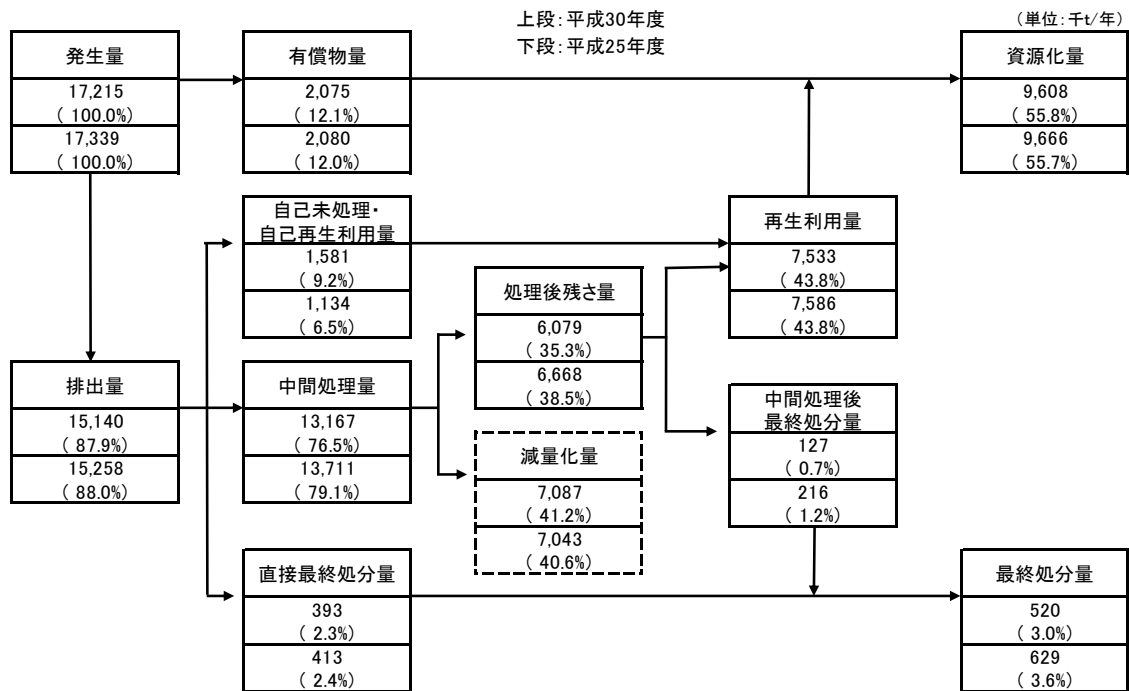 上段：平成30年度
下段：平成25年度
（単位：千t/年）
発生量
17,215
( 100.0%)
17,339
( 100.0%)
有償物量
2,075
( 12.1%)
2,080
( 12.0%)
資源化量
9,608
( 55.8%)
9,666
( 55.7%)
自己未処理・
自己再生利用量
1,581
( 9.2%)
1,134
( 6.5%)
再生利用量
7,533
( 43.8%)
7,586
( 43.8%)
処理後残さ量
6,079
( 35.3%)
6,668
( 38.5%)
排出量
15,140
( 87.9%)
15,258
( 88.0%)
中間処理量
13,167
( 76.5%)
13,711
( 79.1%)
減量化量
7,087
( 41.2%)
7,043
( 40.6%)
中間処理後
最終処分量
127
( 0.7%)
216
( 1.2%)
直接最終処分量
393
( 2.3%)
413
( 2.4%)
最終処分量
520
( 3.0%)
629
( 3.6%)